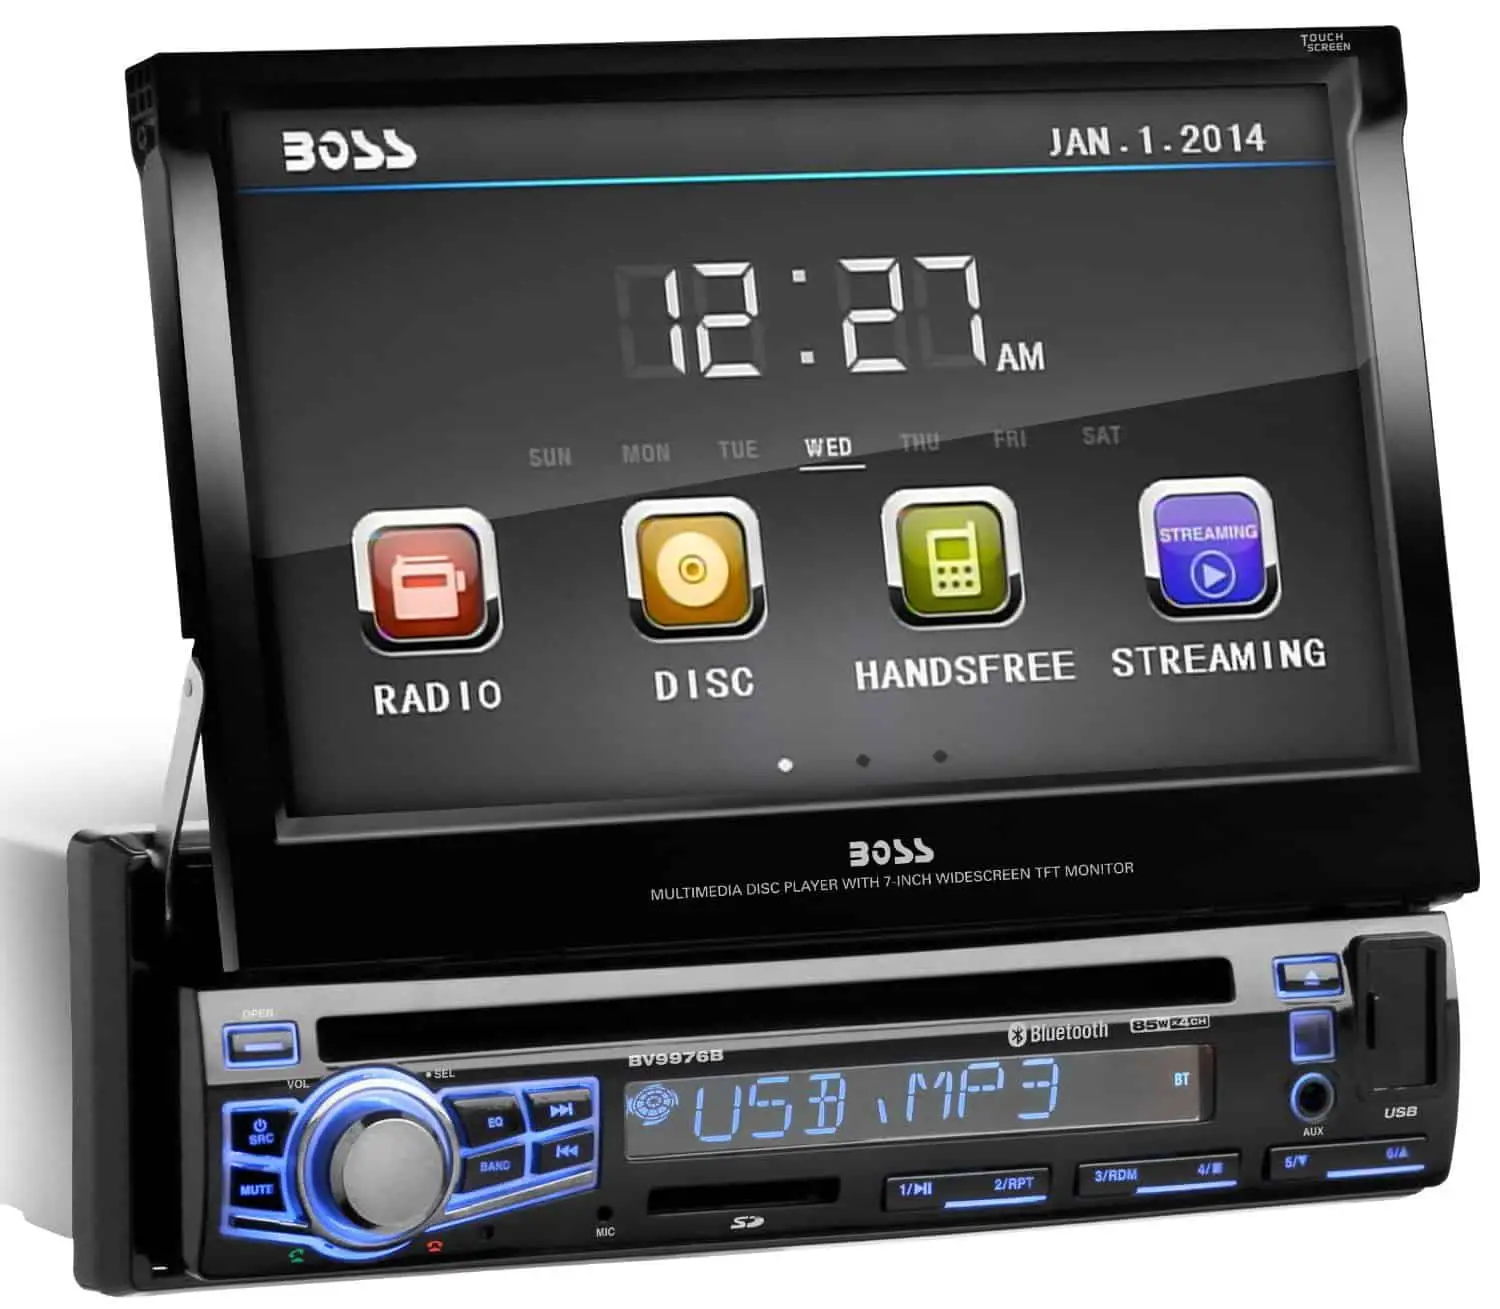 TOUCH SCREEN
BOSS
JAN.1.2014
12:27 AM
SUN MON TUE WED THU FRI SAT
STREAMING
RADIO DISC HANDSFREE STREAMING
BOSS
MULTIMEDIA DISC PLAYER WITH 7-INCH WIDESCREEN TFT MONITOR
OPEN
Bluetooth 85W×4CH
BV9976B
VOL SEL
USB.MP3 BT
SRC EQ
MUTE BAND
AUX USB
1/ 2/RPT 3/RDM 4/ 5/ 6/
MIC SD